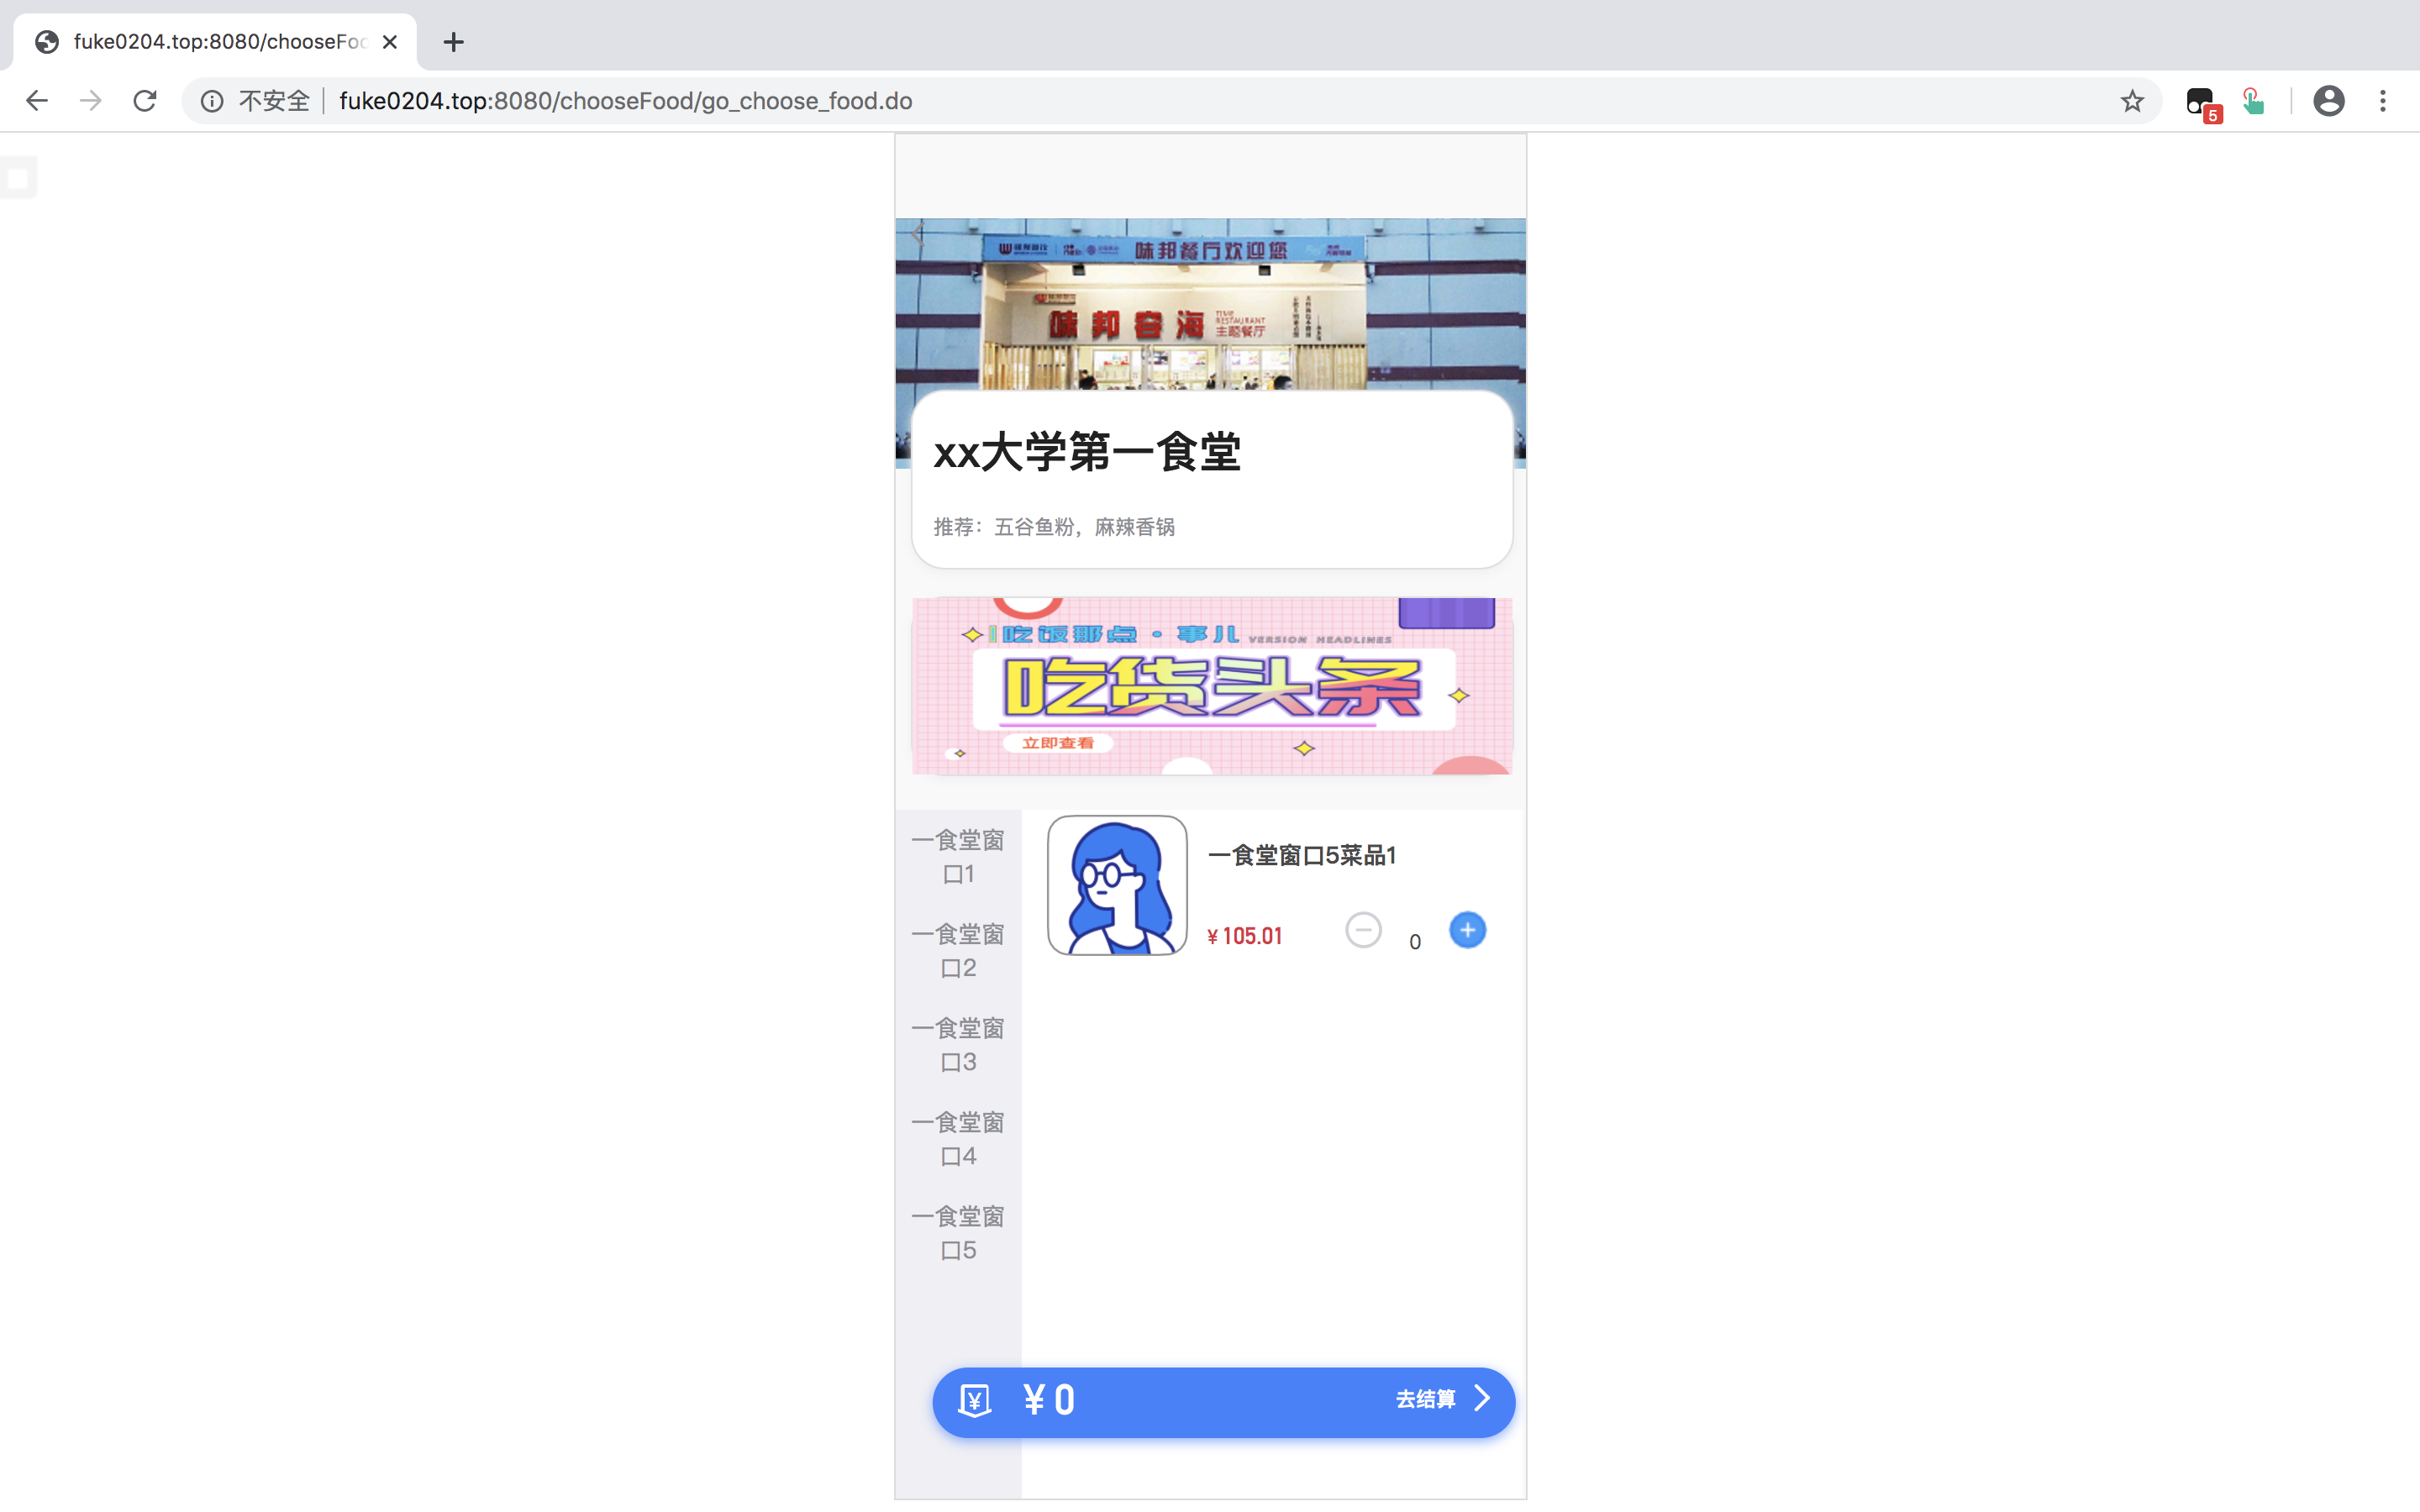 fuke0204.top:8080/chooseFoo
不安全
fuke0204.top:8080/chooseFood/go_choose_food.do
5
味邦餐厅欢迎您
味邦容海
TIME
RESTAURANT
主题餐厅
xx大学第一食堂
推荐：五谷鱼粉，麻辣香锅
吃饭那点·事儿 VERSION HEADLINES
吃货头条
立即查看
一食堂窗
口1
一食堂窗
口2
一食堂窗
口3
一食堂窗
口4
一食堂窗
口5
一食堂窗口5菜品1
¥ 105.01
0
¥ 0
去结算